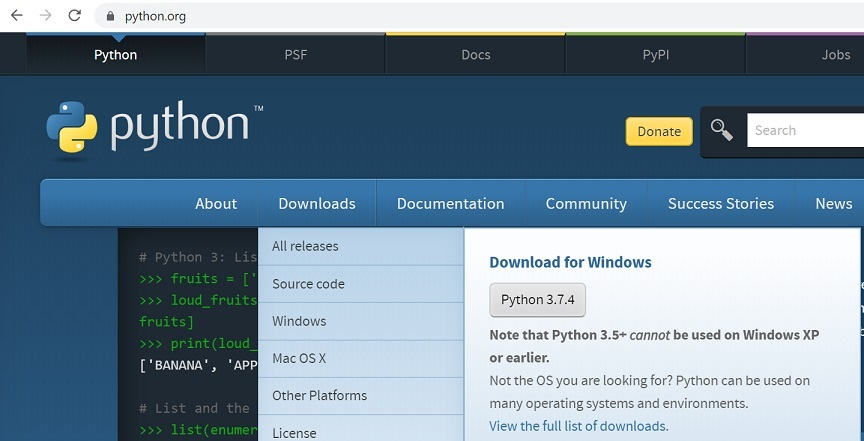 python.org
Python PSF Docs PyPI Jobs
python™
Donate Search
About Downloads Documentation Community Success Stories News
# Python 3: Lis
>>> fruits = ['
>>> loud_fruits
fruits]
>>> print(loud_
['BANANA', 'APP
# List and the
>>> list(enumer
All releases
Source code
Windows
Mac OS X
Other Platforms
License
Download for Windows
Python 3.7.4
Note that Python 3.5+ cannot be used on Windows XP
or earlier.
Not the OS you are looking for? Python can be used on
many operating systems and environments.
View the full list of downloads.